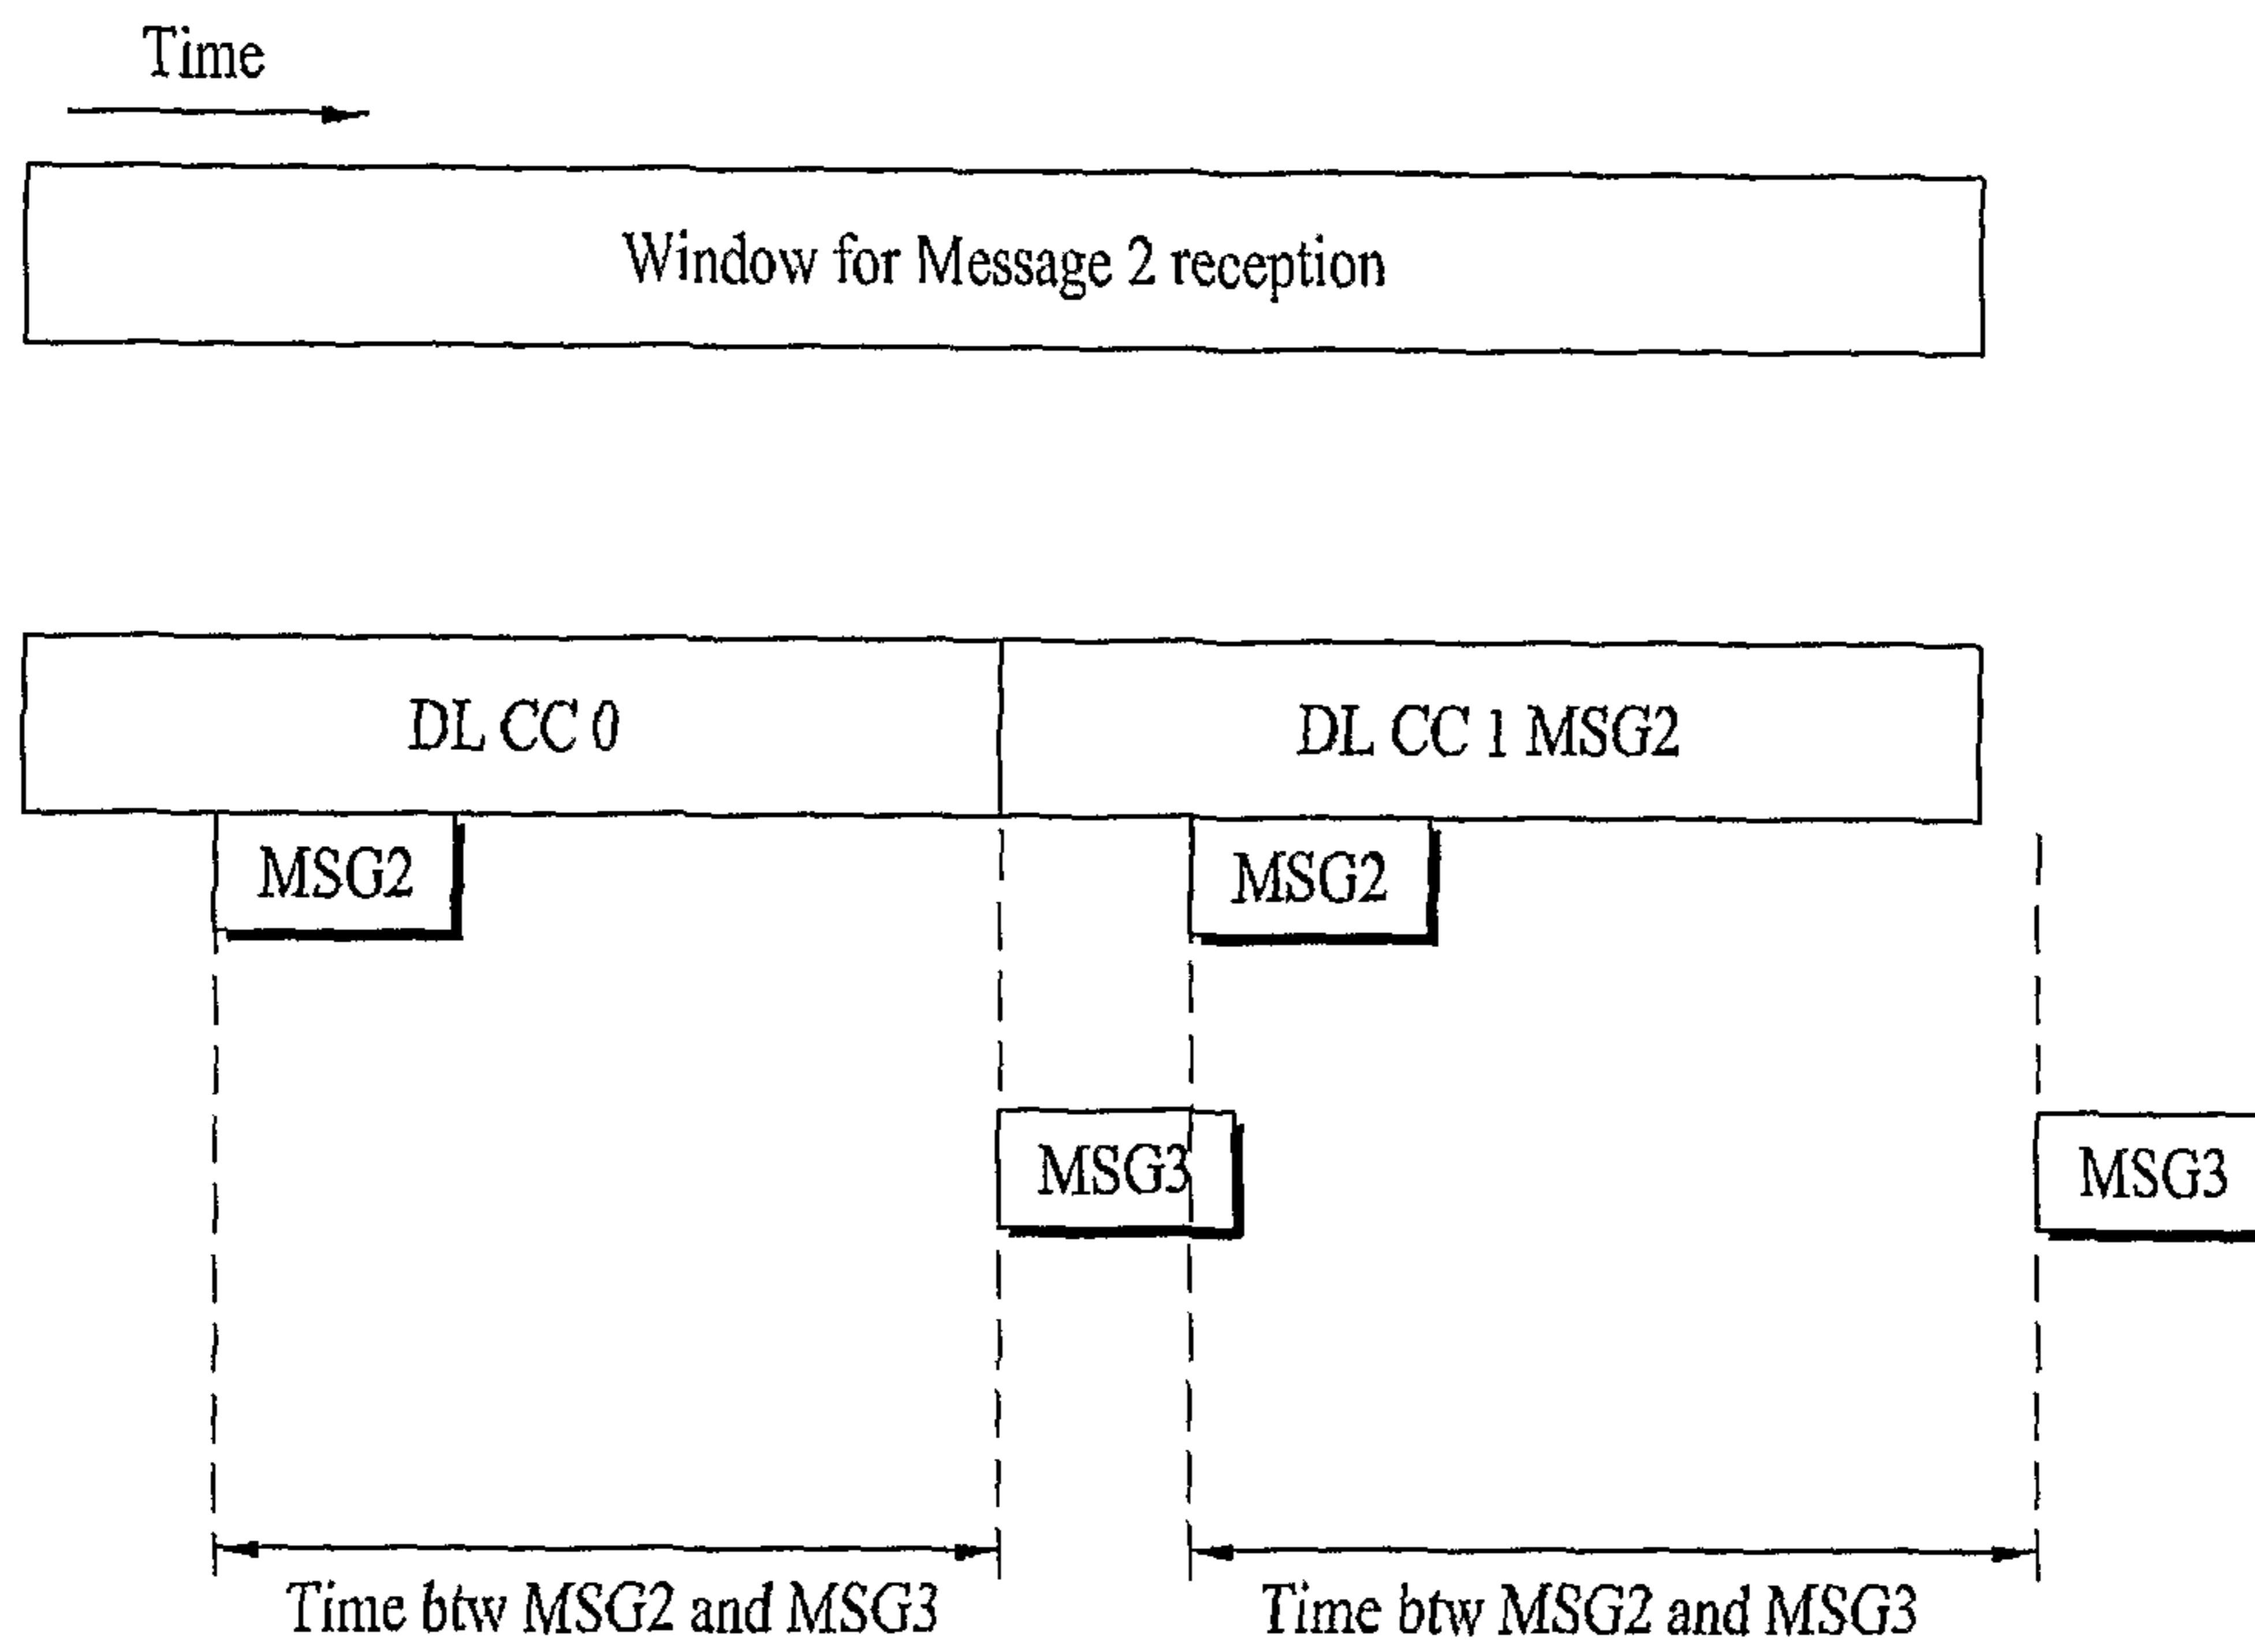 Time
Window for Message 2 reception
DL CC 0
DL CC 1 MSG2
MSG2
MSG2
MSG3
MSG3
Time btw MSG2 and MSG3
Time btw MSG2 and MSG3